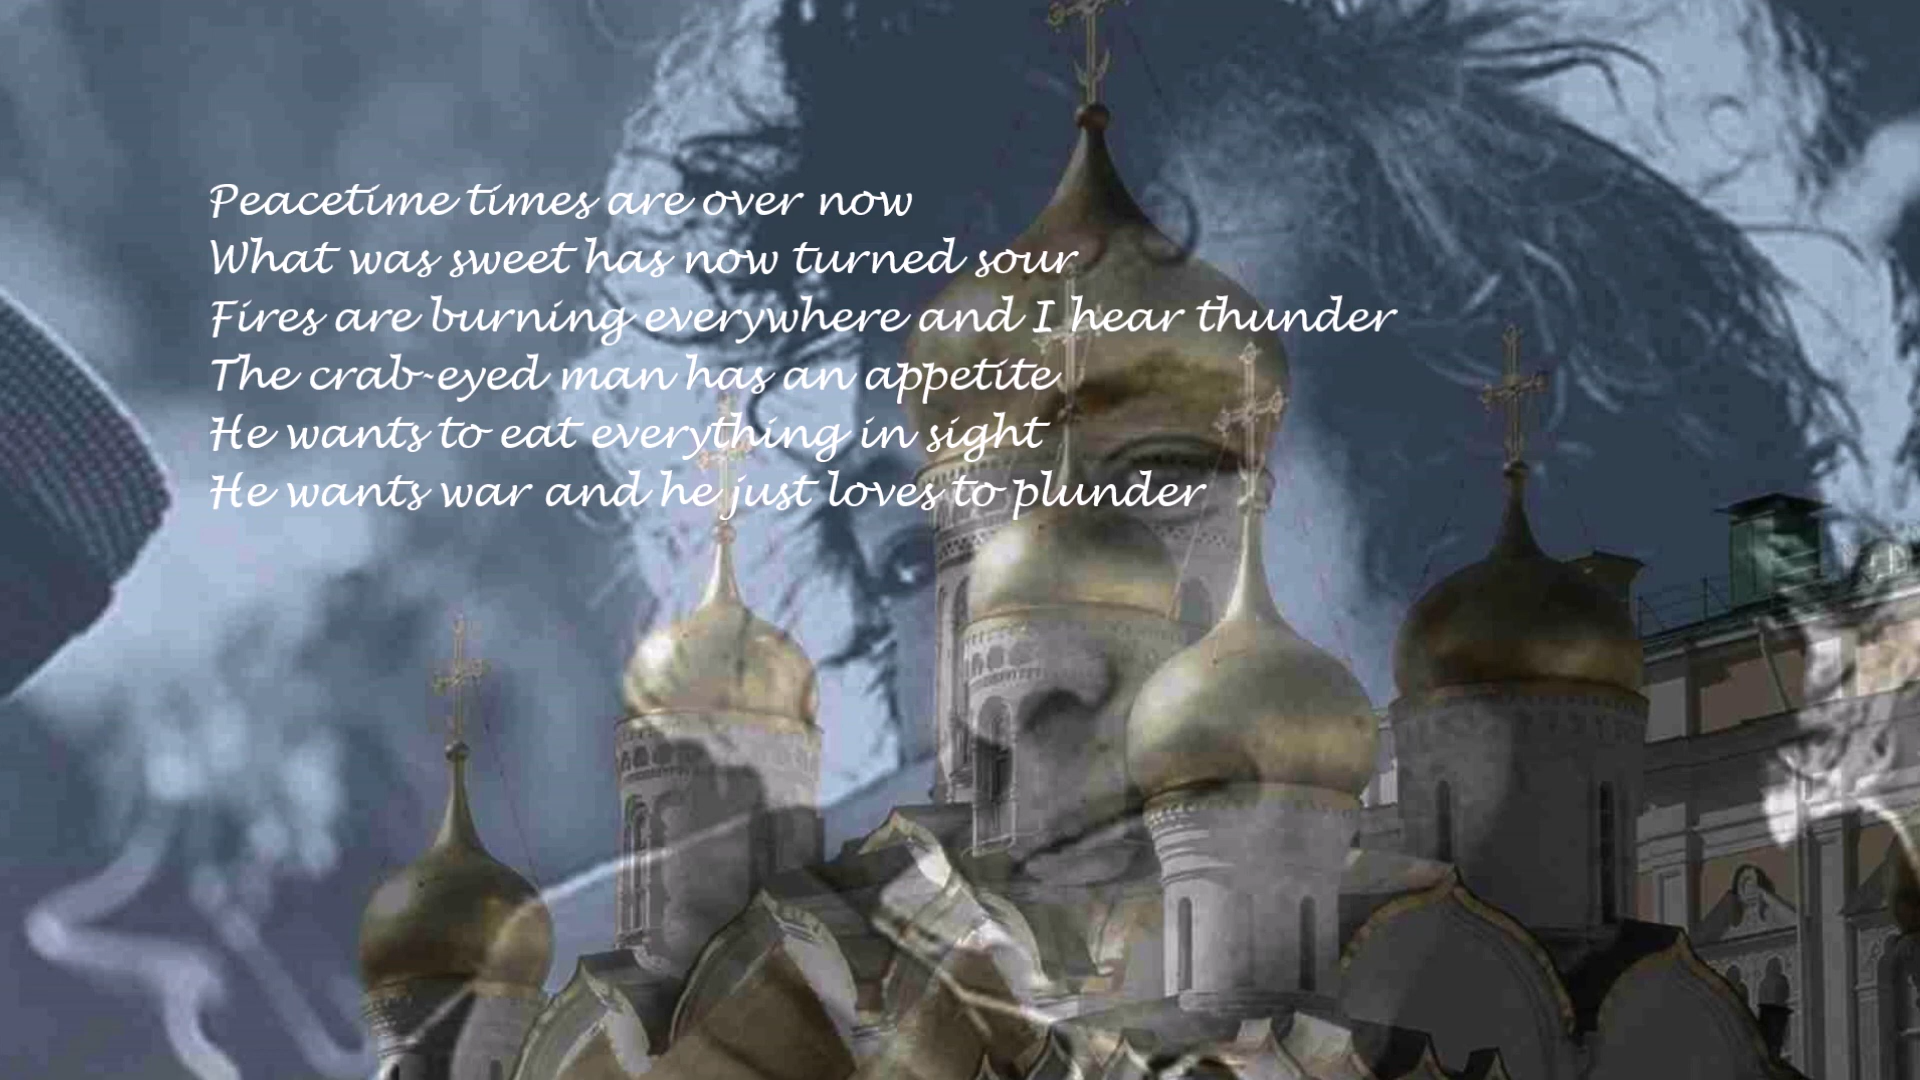 Peacetime times are over now
What was sweet has now turned sour
Fires are burning everywhere and I hear thunder
The crab-eyed man has an appetite
He wants to eat everything in sight
He wants war and he just loves to plunder